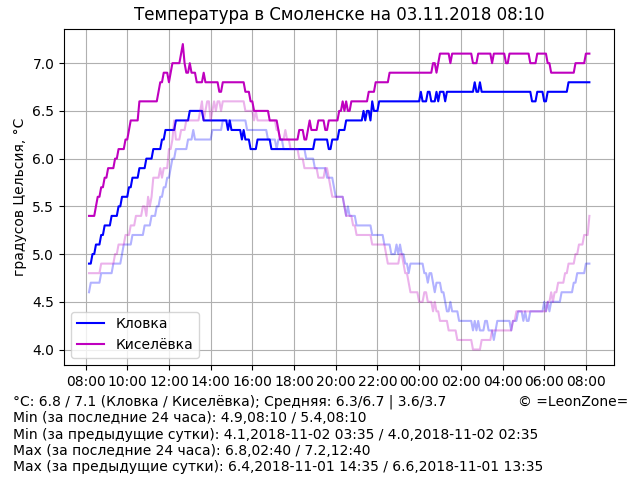 Температура в Смоленске на 03.11.2018 08:10
градусов Цельсия, °C
7.0
6.5
6.0
5.5
5.0
4.5
4.0
Кловка
Киселёвка
08:00 10:00 12:00 14:00 16:00 18:00 20:00 22:00 00:00 02:00 04:00 06:00 08:00
°C: 6.8 / 7.1 (Кловка / Киселёвка); Средняя: 6.3/6.7 | 3.6/3.7 © =LeonZone=
Min (за последние 24 часа): 4.9,08:10 / 5.4,08:10
Min (за предыдущие сутки): 4.1,2018-11-02 03:35 / 4.0,2018-11-02 02:35
Max (за последние 24 часа): 6.8,02:40 / 7.2,12:40
Max (за предыдущие сутки): 6.4,2018-11-01 14:35 / 6.6,2018-11-01 13:35